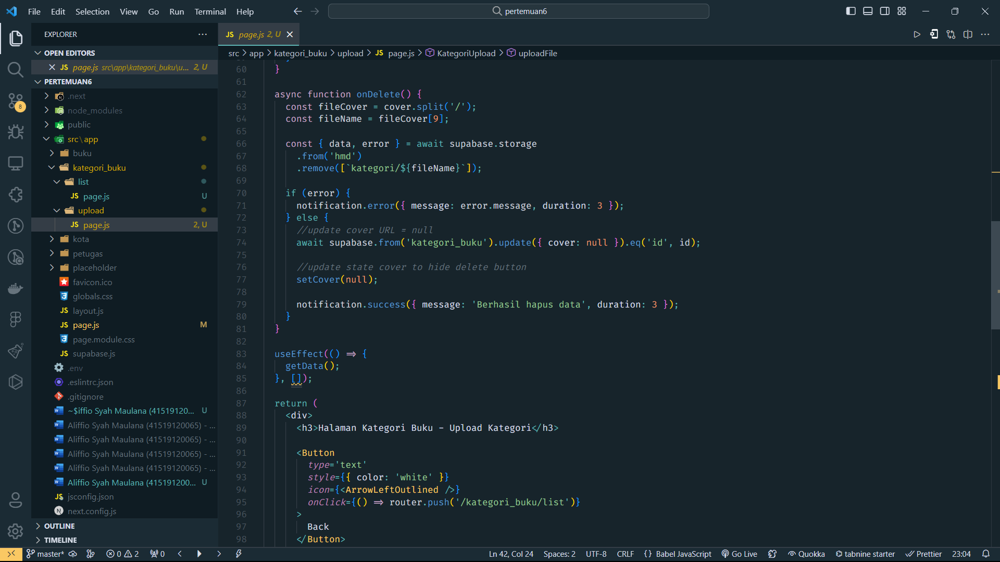 File Edit Selection View Go Run Terminal Help
pertemuan6
EXPLORER
OPEN EDITORS
JS page.js src\app\kategori_buku\u... 2, U
PERTEMUAN6
.next
node_modules
public
src\app
buku
kategori_buku
list
JS page.js U
upload
JS page.js 2, U
kota
petugas
placeholder
favicon.ico
globals.css
JS layout.js
JS page.js M
page.module.css
JS supabase.js
.env
.eslintrc.json
.gitignore
~$iffio Syah Maulana (41519120... U
Aliffio Syah Maulana (41519120065) - ...
Aliffio Syah Maulana (41519120065) - ...
Aliffio Syah Maulana (41519120065) - ...
Aliffio Syah Maulana (41519120065) - ...
Aliffio Syah Maulana (415191200... U
JS jsconfig.json
N next.config.js
OUTLINE
TIMELINE
8
JS page.js 2, U
src > app > kategori_buku > upload > JS page.js > KategoriUpload > uploadFile
60 }
61
62 async function onDelete() {
63 const fileCover = cover.split('/');
64 const fileName = fileCover[9];
65
66 const { data, error } = await supabase.storage
67 .from('hmd')
68 .remove([`kategori/${fileName}`]);
69
70 if (error) {
71 notification.error({ message: error.message, duration: 3 });
72 } else {
73 //update cover URL = null
74 await supabase.from('kategori_buku').update({ cover: null }).eq('id', id);
75
76 //update state cover to hide delete button
77 setCover(null);
78
79 notification.success({ message: 'Berhasil hapus data', duration: 3 });
80 }
81 }
82
83 useEffect(() => {
84 getData();
85 }, []);
86
87 return (
88 <div>
89 <h3>Halaman Kategori Buku - Upload Kategori</h3>
90
91 <Button
92 type='text'
93 style={{ color: 'white' }}
94 icon={<ArrowLeftOutlined />}
95 onClick={() => router.push('/kategori_buku/list')}
96 >
97 Back
98 </Button>
master* 0 2 0 Ln 42, Col 24 Spaces: 2 UTF-8 CRLF {} Babel JavaScript Go Live Quokka tabnine starter Prettier 23:04